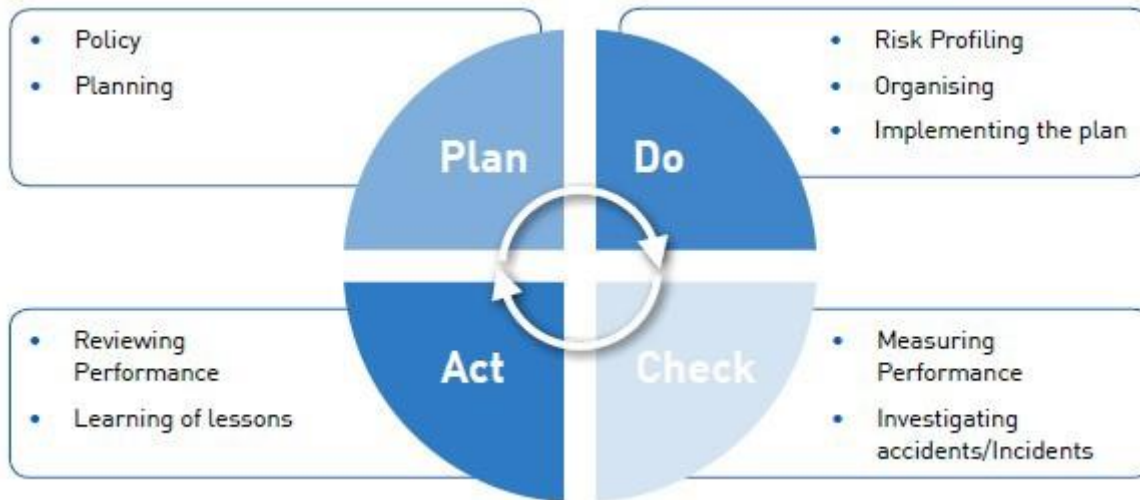 Policy
Planning
Plan
Do
Risk Profiling
Organising
Implementing the plan
Reviewing
Performance
Learning of lessons
Act
Check
Measuring
Performance
Investigating
accidents/Incidents